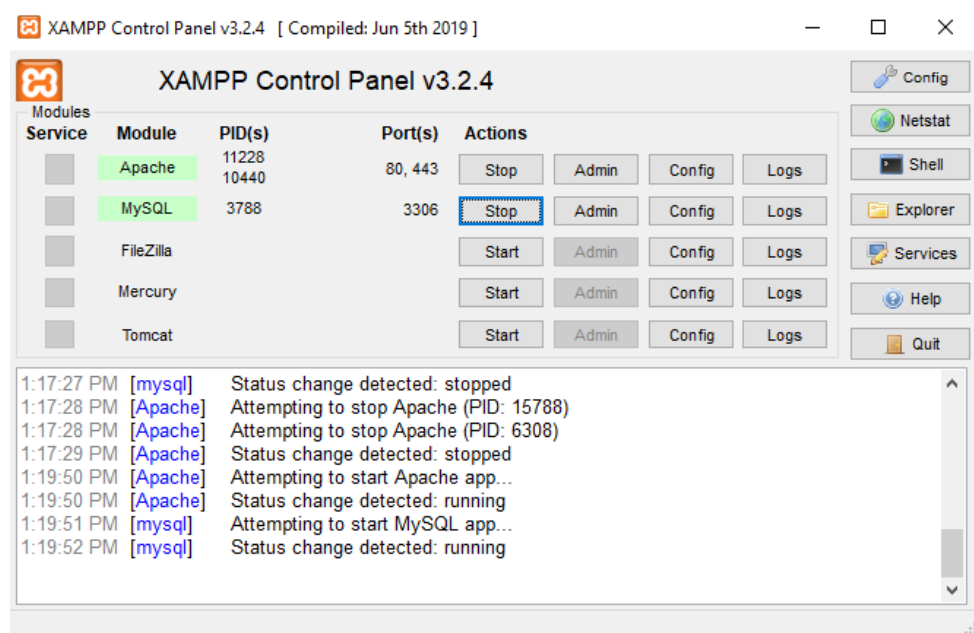 XAMPP Control Panel v3.2.4 [ Compiled: Jun 5th 2019 ]
XAMPP Control Panel v3.2.4
Config
Modules
Service Module PID(s) Port(s) Actions
Netstat
Apache 11228 10440 80, 443 Stop Admin Config Logs
Shell
MySQL 3788 3306 Stop Admin Config Logs
Explorer
FileZilla Start Admin Config Logs
Services
Mercury Start Admin Config Logs
Help
Tomcat Start Admin Config Logs
Quit
1:17:27 PM [mysql] Status change detected: stopped
1:17:28 PM [Apache] Attempting to stop Apache (PID: 15788)
1:17:28 PM [Apache] Attempting to stop Apache (PID: 6308)
1:17:29 PM [Apache] Status change detected: stopped
1:19:50 PM [Apache] Attempting to start Apache app...
1:19:50 PM [Apache] Status change detected: running
1:19:51 PM [mysql] Attempting to start MySQL app...
1:19:52 PM [mysql] Status change detected: running